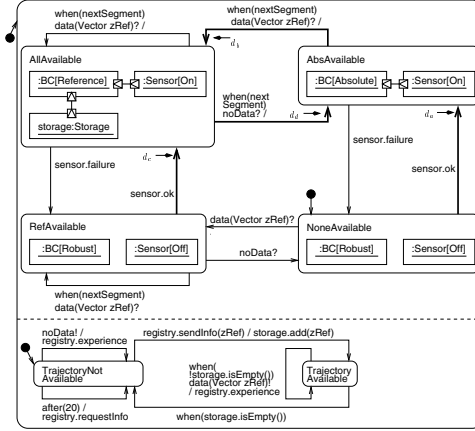 when(nextSegment)
data(Vector zRef)? /
when(nextSegment)
data(Vector zRef)? /
d_b
AllAvailable
:BC[Reference]
:Sensor[On]
storage:Storage
when(next
Segment)
noData? /
d_d
AbsAvailable
:BC[Absolute]
:Sensor[On]
sensor.failure
d_c
sensor.ok
sensor.failure
d_a
sensor.ok
RefAvailable
:BC[Robust]
:Sensor[Off]
data(Vector zRef)?
noData?
NoneAvailable
:BC[Robust]
:Sensor[Off]
when(nextSegment)
data(Vector zRef)?
noData! /
registry.experience
registry.sendInfo(zRef) / storage.add(zRef)
TrajectoryNot
Available
when(
!storage.isEmpty())
data(Vector zRef)!
/ registry.experience
Trajectory
Available
after(20) /
registry.requestInfo
when(storage.isEmpty())